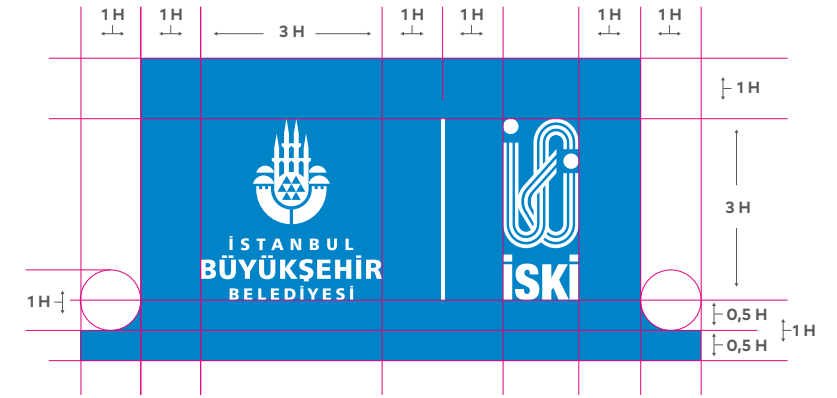 1 H 1 H 3 H 1 H 1 H 1 H 1 H
1 H
İSTANBUL
BÜYÜKŞEHİR
BELEDİYESİ
İSKİ
3 H
1 H
0,5 H
1 H
0,5 H